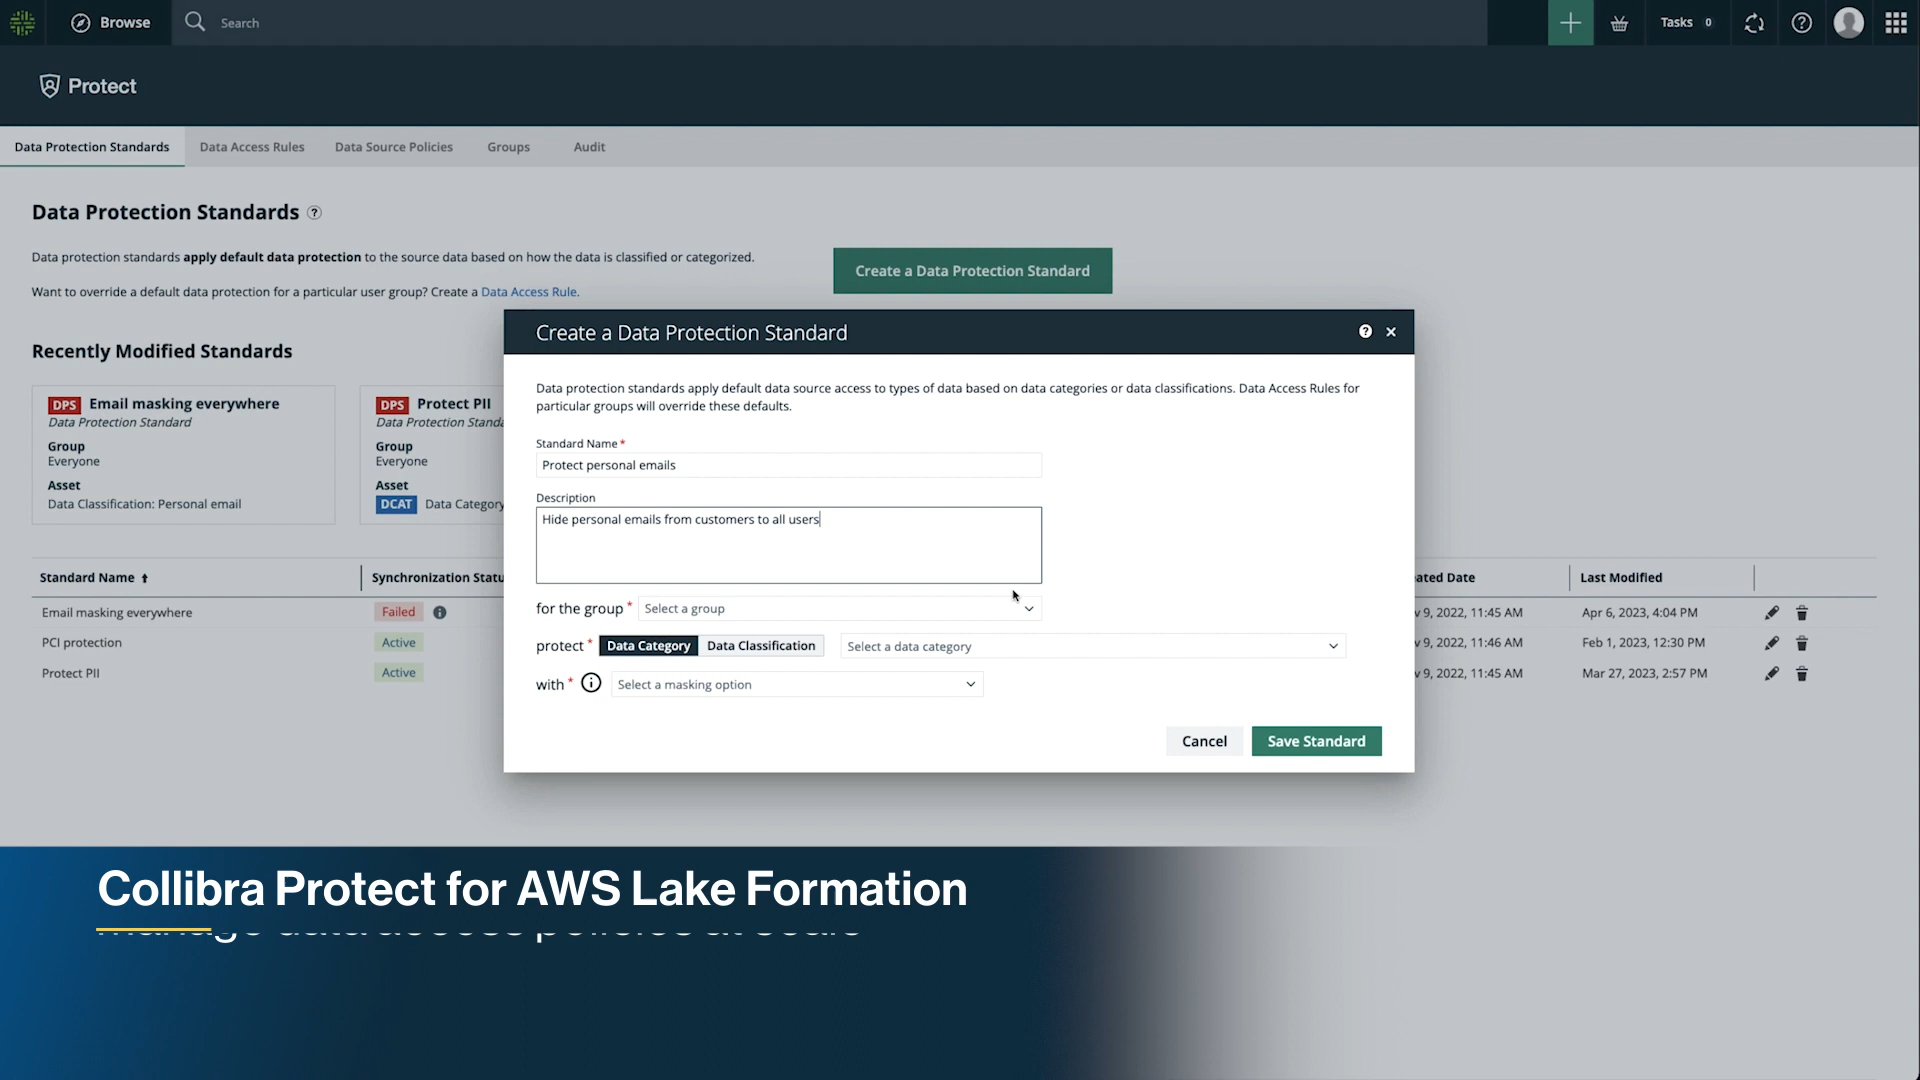 Browse
Search
Tasks 0
Protect
Data Protection Standards
Data Access Rules
Data Source Policies
Groups
Audit
Data Protection Standards ?
Data protection standards apply default data protection to the source data based on how the data is classified or categorized.
Want to override a default data protection for a particular user group? Create a Data Access Rule.
Create a Data Protection Standard
Recently Modified Standards
DPS Email masking everywhere
Data Protection Standard
Group
Everyone
Asset
Data Classification: Personal email
DPS Protect PII
Data Protection Standa
Group
Everyone
Asset
DCAT Data Category
Create a Data Protection Standard
Data protection standards apply default data source access to types of data based on data categories or data classifications. Data Access Rules for
particular groups will override these defaults.
Standard Name *
Protect personal emails
Description
Hide personal emails from customers to all users
for the group * Select a group
protect * Data Category Data Classification Select a data category
with * Select a masking option
Cancel
Save Standard
Standard Name Synchronization Statu ated Date Last Modified
Email masking everywhere Failed v 9, 2022, 11:45 AM Apr 6, 2023, 4:04 PM
PCI protection Active v 9, 2022, 11:46 AM Feb 1, 2023, 12:30 PM
Protect PII Active v 9, 2022, 11:45 AM Mar 27, 2023, 2:57 PM
Collibra Protect for AWS Lake Formation